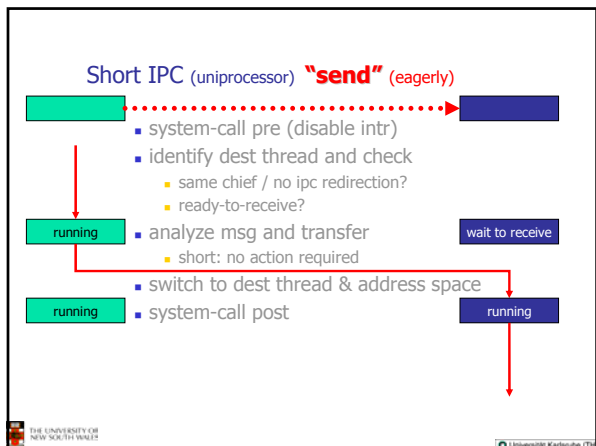 Short IPC (uniprocessor) "send" (eagerly)
system-call pre (disable intr)
identify dest thread and check
same chief / no ipc redirection?
ready-to-receive?
running
analyze msg and transfer
wait to receive
short: no action required
switch to dest thread & address space
running
system-call post
running
THE UNIVERSITY OF
NEW SOUTH WALES
Universität Karlsruhe (TH)